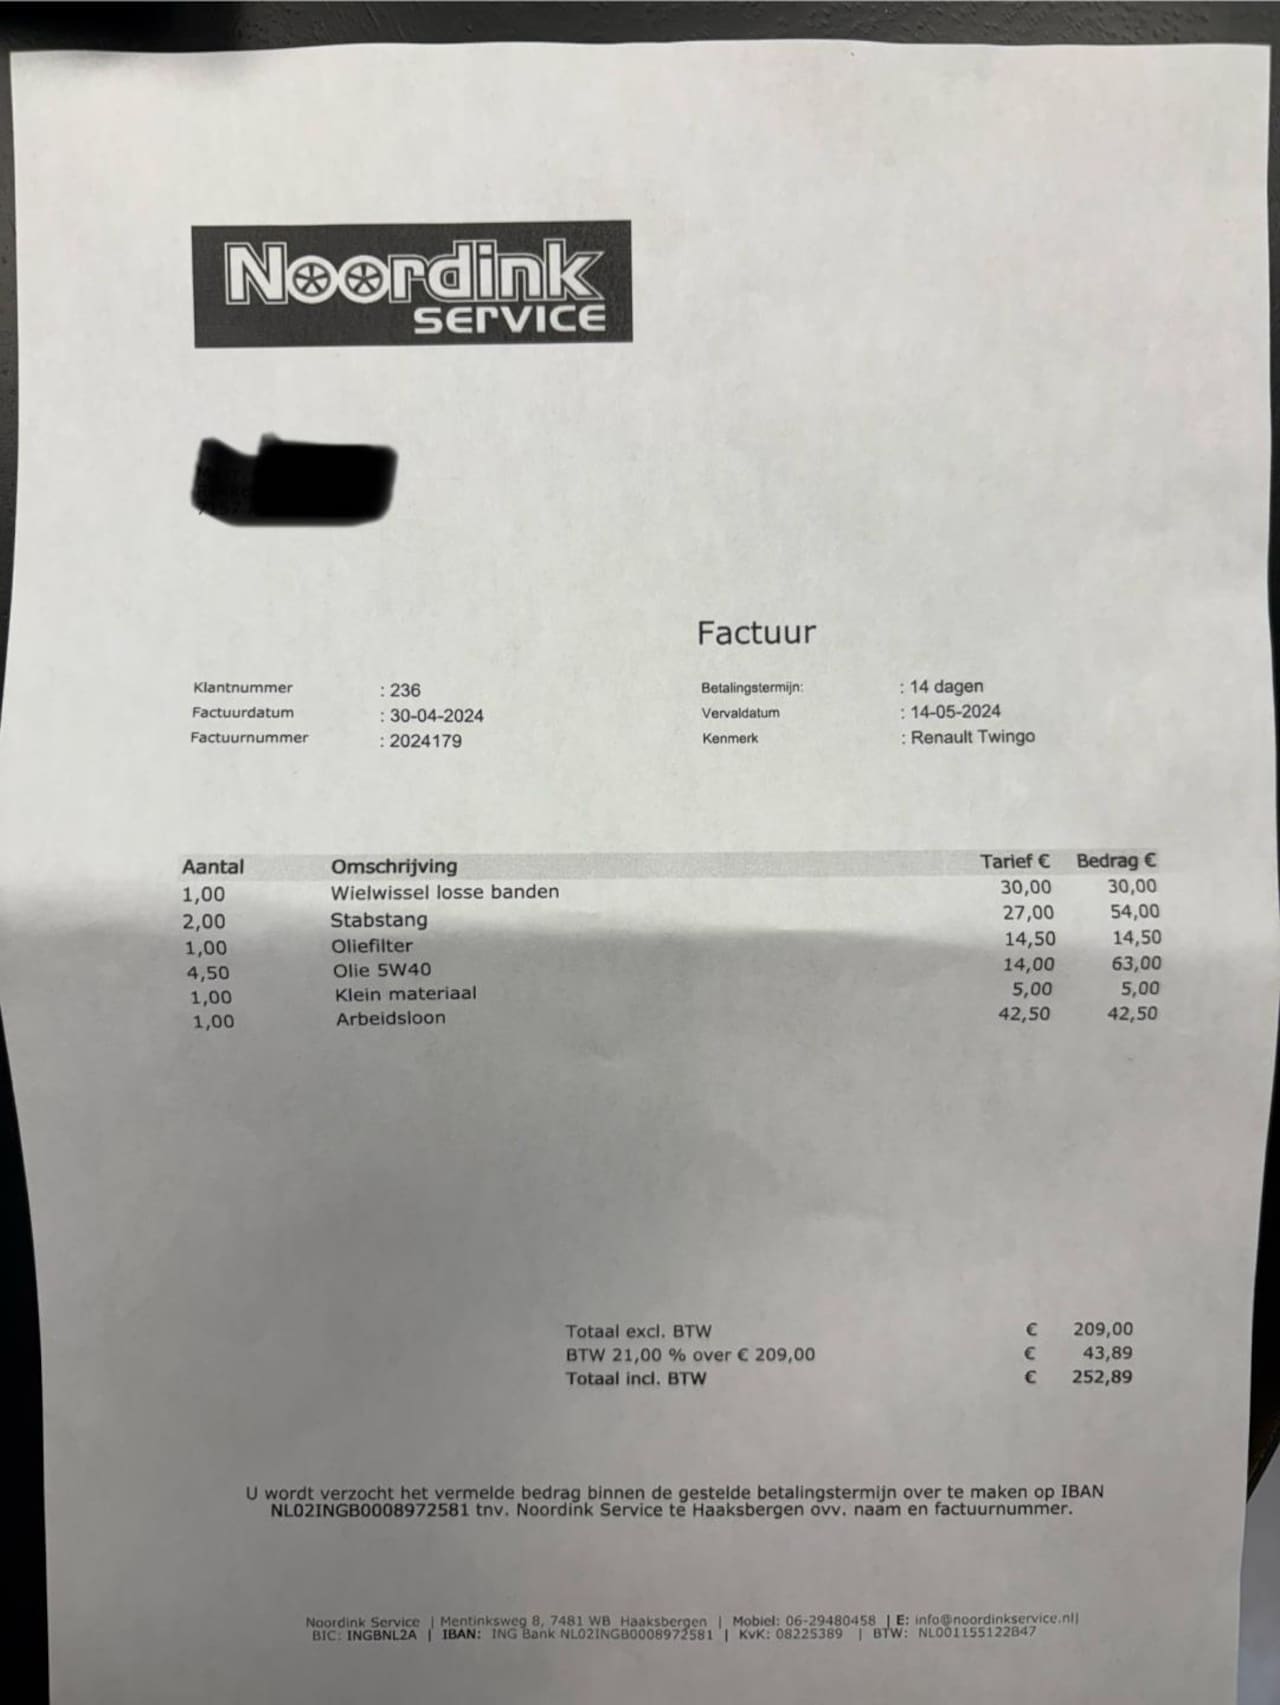 Noordink
SERVICE
Factuur
Klantnummer : 236
Betalingstermijn: : 14 dagen
Factuurdatum : 30-04-2024
Vervaldatum : 14-05-2024
Factuurnummer : 2024179
Kenmerk : Renault Twingo
Aantal Omschrijving Tarief € Bedrag €
1,00 Wielwissel losse banden 30,00 30,00
2,00 Stabstang 27,00 54,00
1,00 Oliefilter 14,50 14,50
4,50 Olie 5W40 14,00 63,00
1,00 Klein materiaal 5,00 5,00
1,00 Arbeidsloon 42,50 42,50
Totaal excl. BTW € 209,00
BTW 21,00 % over € 209,00 € 43,89
Totaal incl. BTW € 252,89
U wordt verzocht het vermelde bedrag binnen de gestelde betalingstermijn over te maken op IBAN
NL02INGB0008972581 tnv. Noordink Service te Haaksbergen ovv. naam en factuurnummer.
Noordink Service | Mentinksweg 8, 7481 WB Haaksbergen | Mobiel: 06-29480458 | E: info@noordinkservice.nl|
BIC: INGBNL2A | IBAN: ING Bank NL02INGB0008972581 | KvK: 08225389 | BTW: NL001155122B47